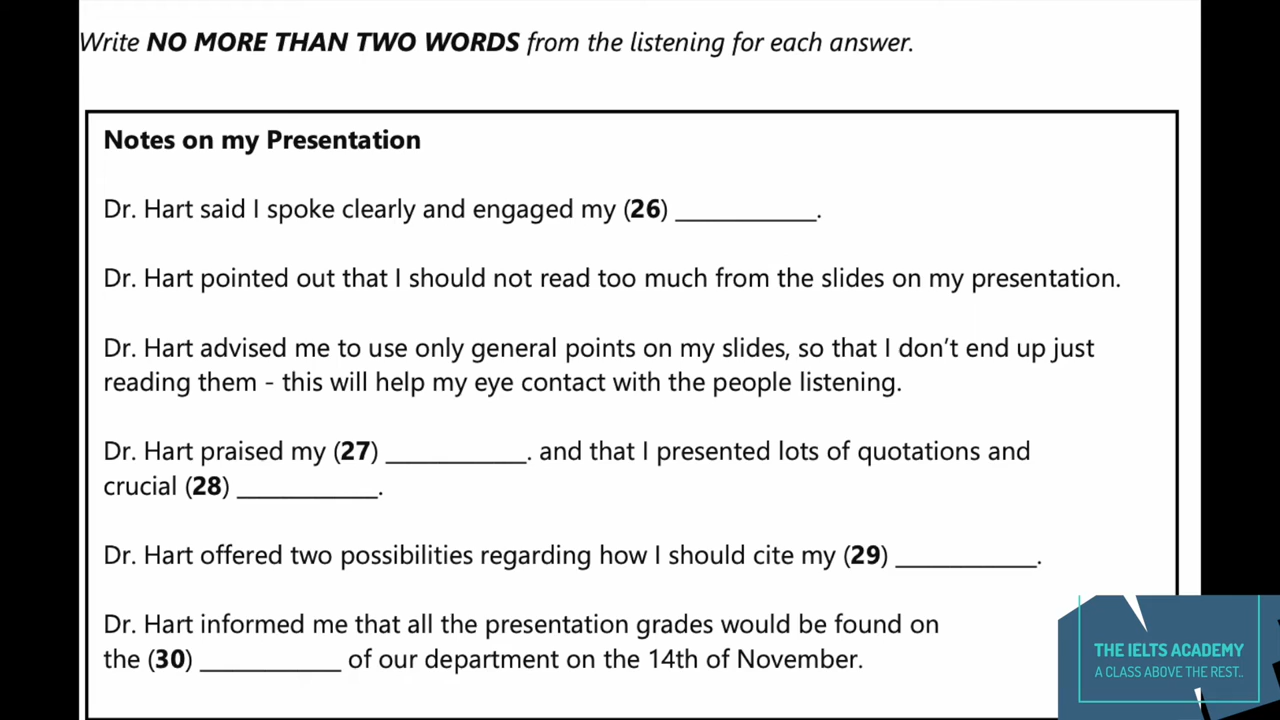 Write NO MORE THAN TWO WORDS from the listening for each answer.
Notes on my Presentation
Dr. Hart said I spoke clearly and engaged my (26) ___________.
Dr. Hart pointed out that I should not read too much from the slides on my presentation.
Dr. Hart advised me to use only general points on my slides, so that I don’t end up just
reading them - this will help my eye contact with the people listening.
Dr. Hart praised my (27) ___________. and that I presented lots of quotations and
crucial (28) ___________.
Dr. Hart offered two possibilities regarding how I should cite my (29) ___________.
Dr. Hart informed me that all the presentation grades would be found on
the (30) ___________ of our department on the 14th of November.
THE IELTS ACADEMY
A CLASS ABOVE THE REST..